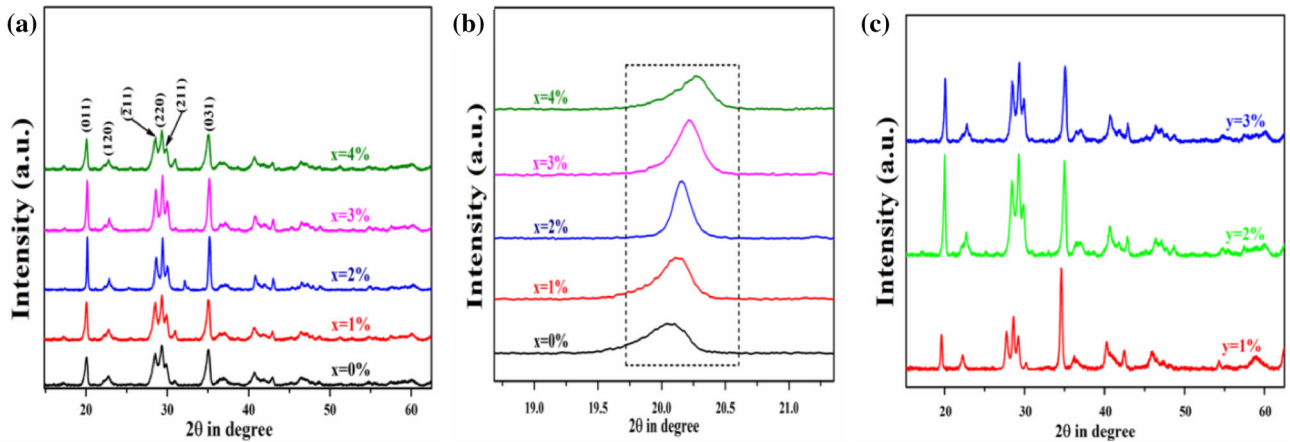 (a)
Intensity (a.u.)
(011)
(120)
(2̄11)
(220)
(211)
(031)
x=4%
x=3%
x=2%
x=1%
x=0%
20 30 40 50 60
2θ in degree
(b)
Intensity (a.u.)
x=4%
x=3%
x=2%
x=1%
x=0%
19.0 19.5 20.0 20.5 21.0
2θ in degree
(c)
Intensity (a.u.)
y=3%
y=2%
y=1%
20 30 40 50 60
2θ in degree